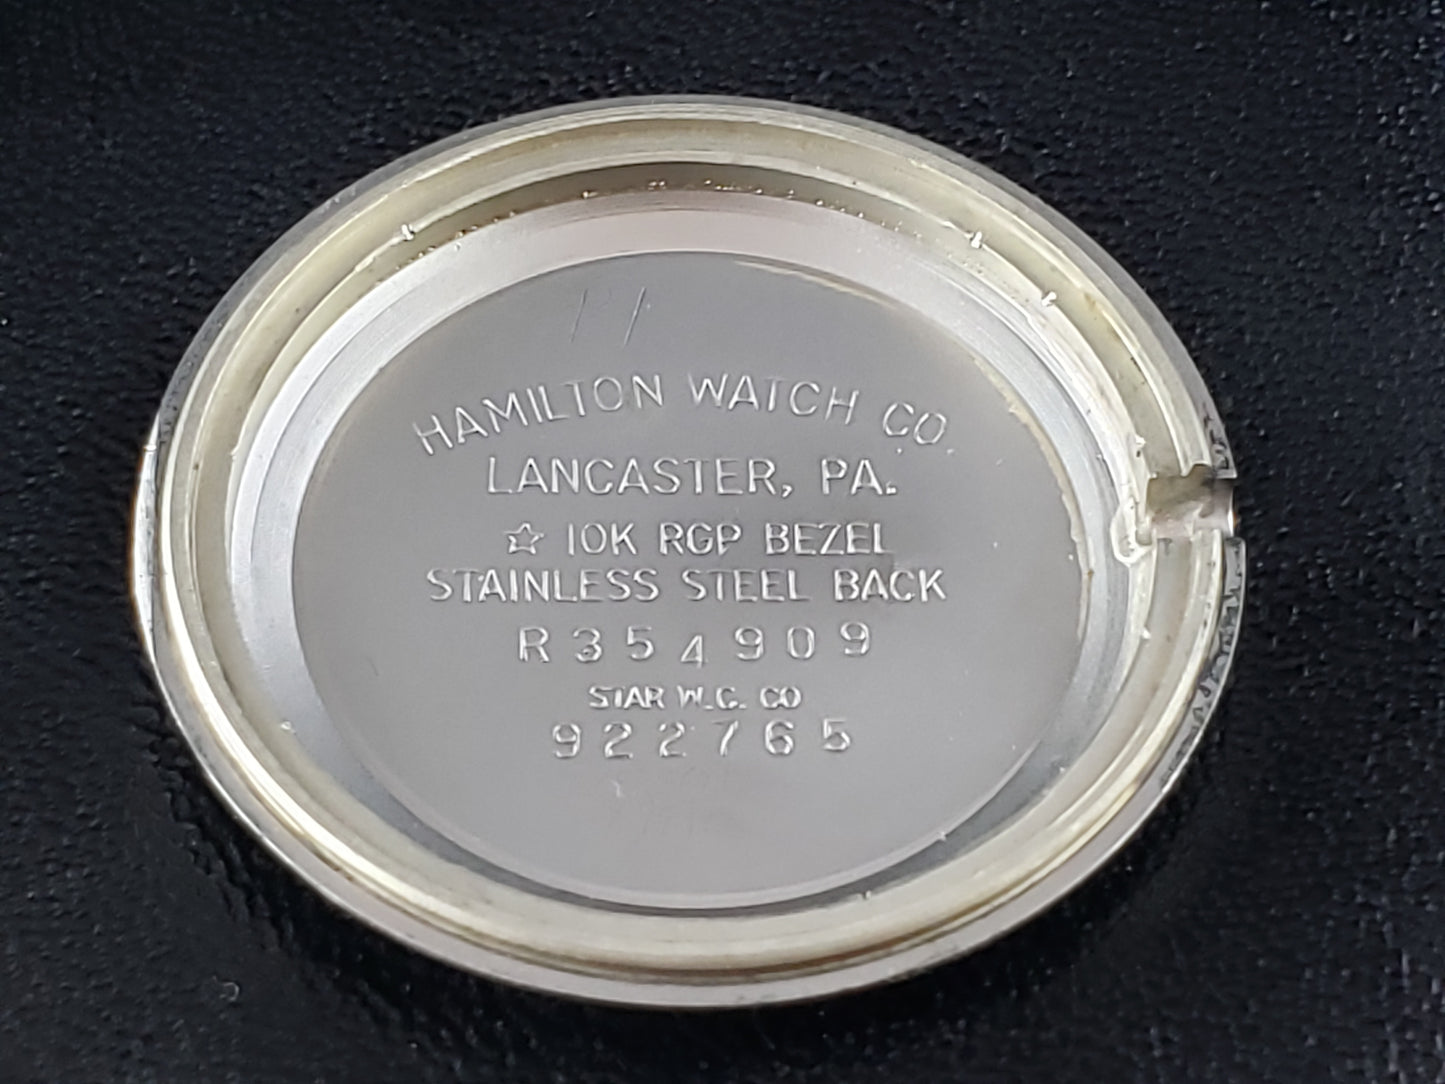 HAMILTON WATCH CO.
LANCASTER, PA.
☆ 10K RGP BEZEL
STAINLESS STEEL BACK
R354909
STAR W.C. CO
922765